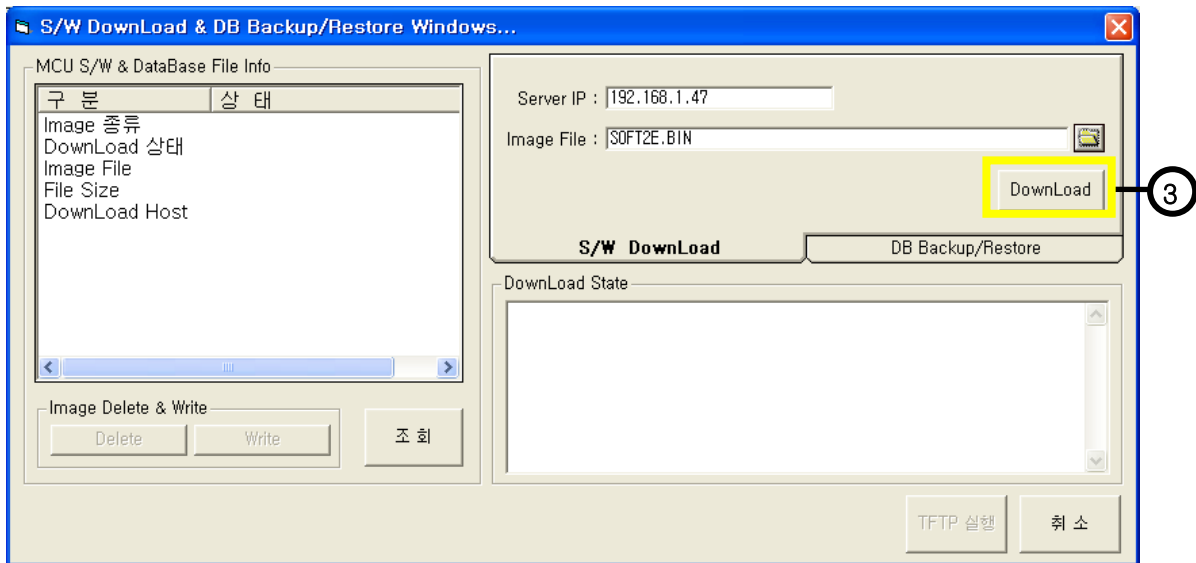 S/W DownLoad & DB Backup/Restore Windows...
MCU S/W & DataBase File Info
구 분 상 태
Image 종류
DownLoad 상태
Image File
File Size
DownLoad Host
Image Delete & Write
Delete Write
조 회
Server IP : 192.168.1.47
Image File : SOFT2E.BIN
DownLoad
3
S/W DownLoad DB Backup/Restore
DownLoad State
TFTP 실행 취 소